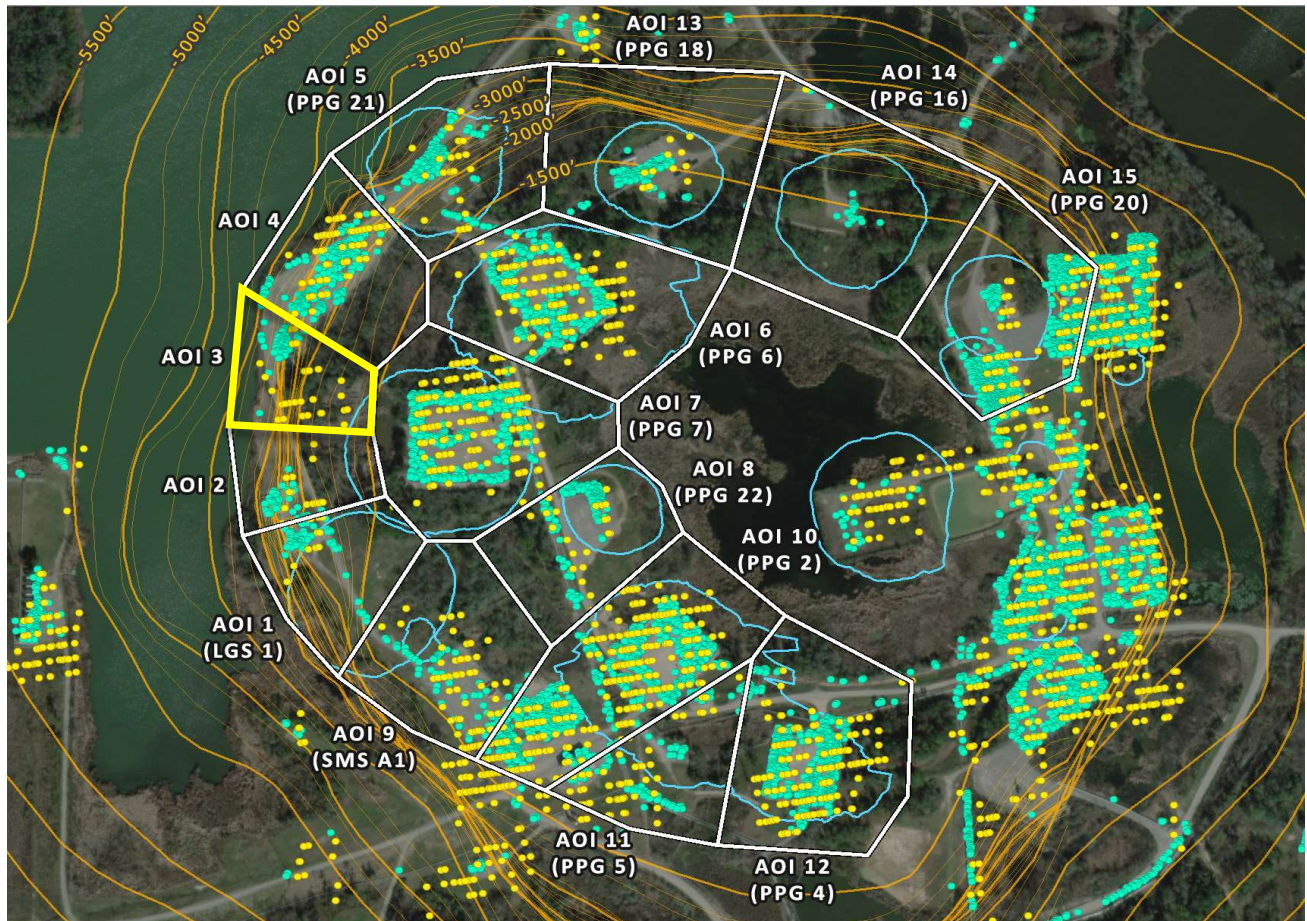 -5500'
-5000'
-4500'
-4000'
-3500'
-3000'
-2500'
-2000'
-1500'
AOI 13
(PPG 18)
AOI 14
(PPG 16)
AOI 5
(PPG 21)
AOI 15
(PPG 20)
AOI 4
AOI 3
AOI 6
(PPG 6)
AOI 7
(PPG 7)
AOI 8
(PPG 22)
AOI 2
AOI 10
(PPG 2)
AOI 1
(LGS 1)
AOI 9
(SMS A1)
AOI 11
(PPG 5)
AOI 12
(PPG 4)